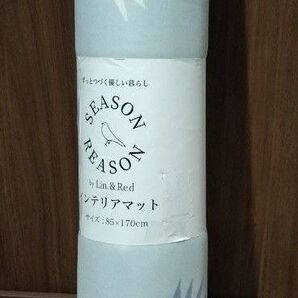 ずっとつづく優しい暮らし
SEASON
REASON
by Lin.&Red
インテリアマット
サイズ:85×170cm